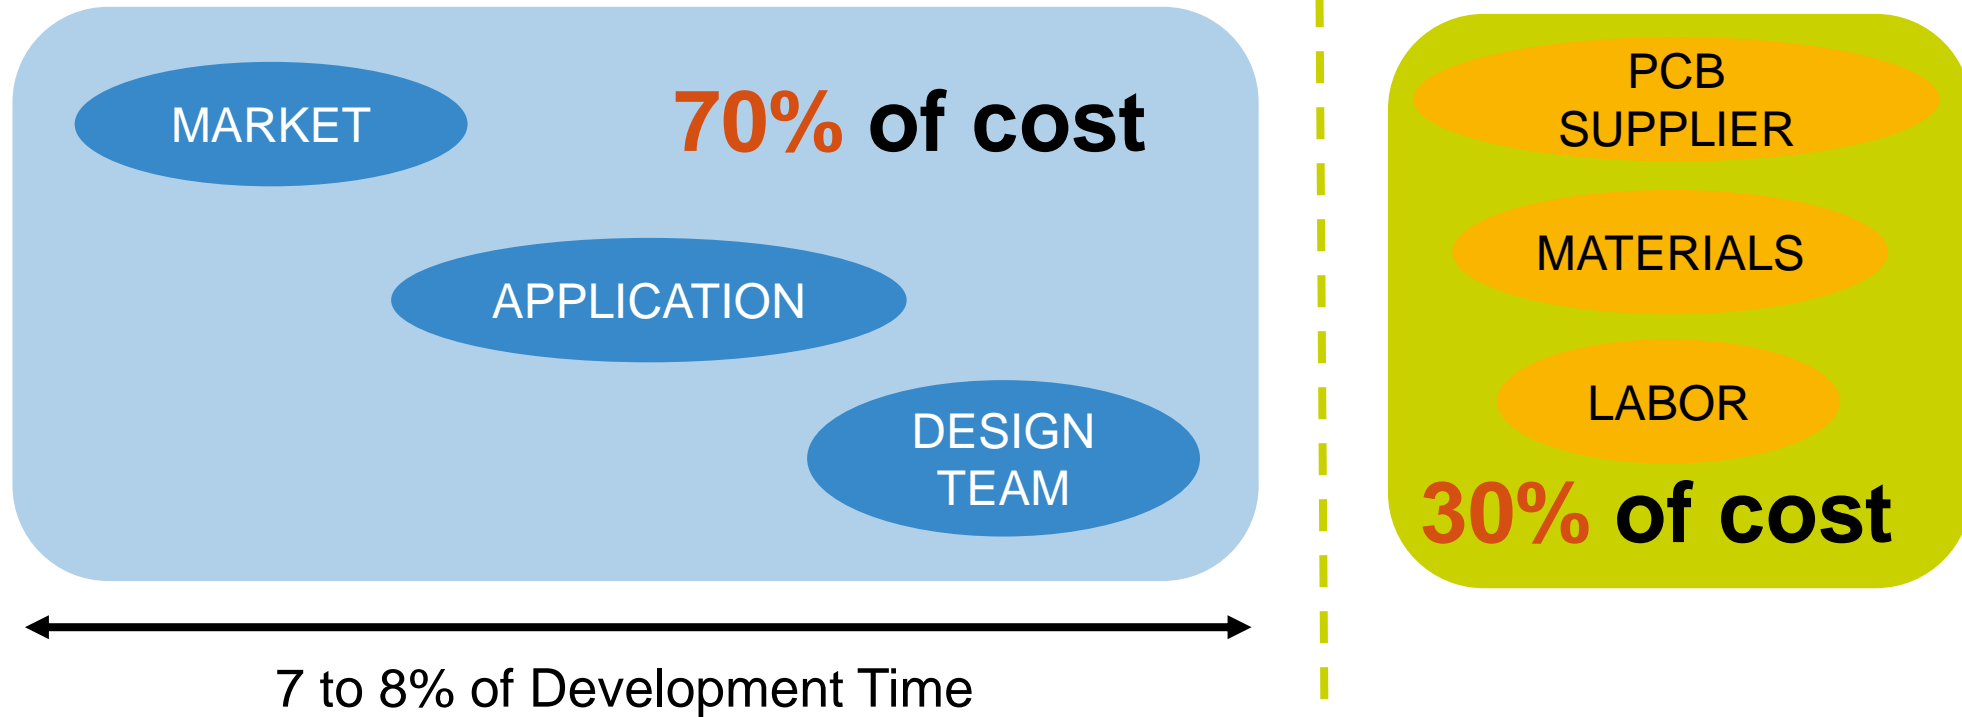 MARKET
70% of cost
APPLICATION
DESIGN
TEAM
7 to 8% of Development Time
PCB
SUPPLIER
MATERIALS
LABOR
30% of cost